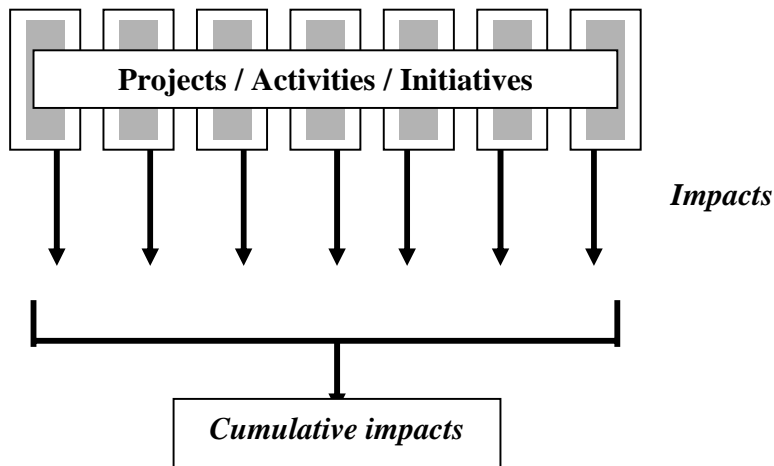 Projects / Activities / Initiatives
Impacts
Cumulative impacts